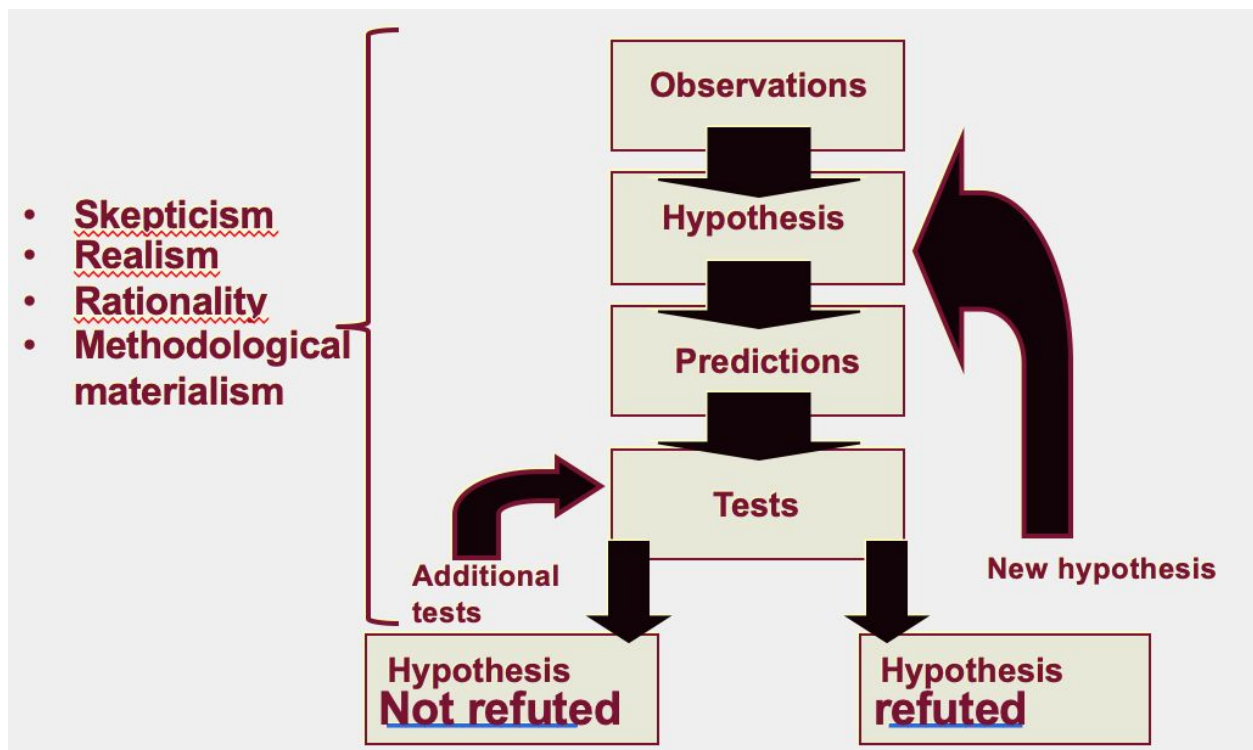 Observations
• Skepticism
• Realism
• Rationality
• Methodological
materialism
Hypothesis
Predictions
Tests
Additional
tests
New hypothesis
Hypothesis
Not refuted
Hypothesis
refuted